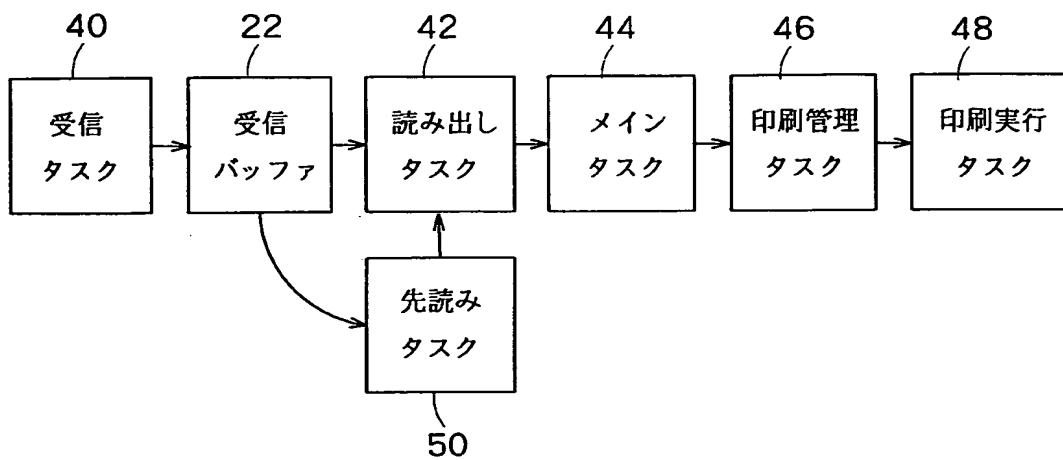 40
22
42
44
46
48
受信
タスク
受信
バッファ
読み出し
タスク
メイン
タスク
印刷管理
タスク
印刷実行
タスク
先読み
タスク
50